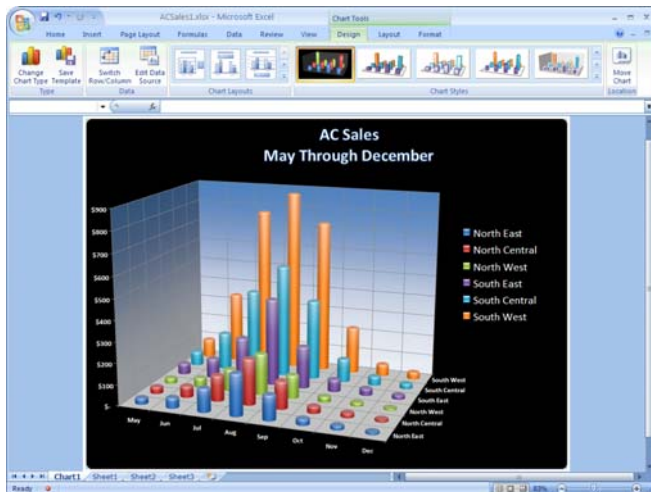 ACSales1.xlsx - Microsoft Excel
Chart Tools
Home Insert Page Layout Formulas Data Review View Design Layout Format
Change Chart Type
Save Template
Switch Row/Column
Edit Data Source
Move Chart
Type Data Chart Layouts Chart Styles Location
fx
AC Sales
May Through December
$900
$800
$700
$600
$500
$400
$300
$200
$100
$-
May Jun Jul Aug Sep Oct Nov Dec
South West
South Central
South East
North West
North Central
North East
North East
North Central
North West
South East
South Central
South West
Chart1 Sheet1 Sheet2 Sheet3
Ready 83%